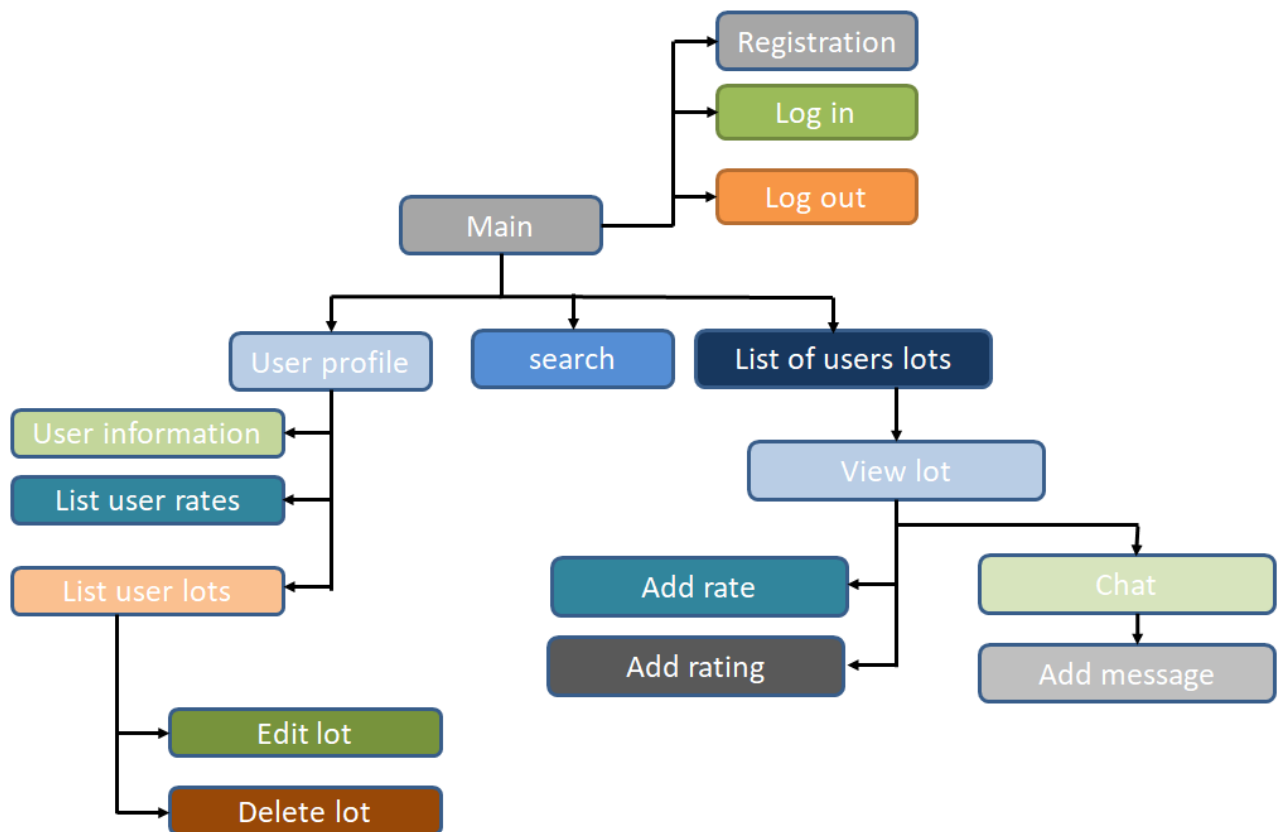 Registration
Log in
Log out
Main
User profile
search
List of users lots
User information
View lot
List user rates
List user lots
Add rate
Chat
Add rating
Add message
Edit lot
Delete lot